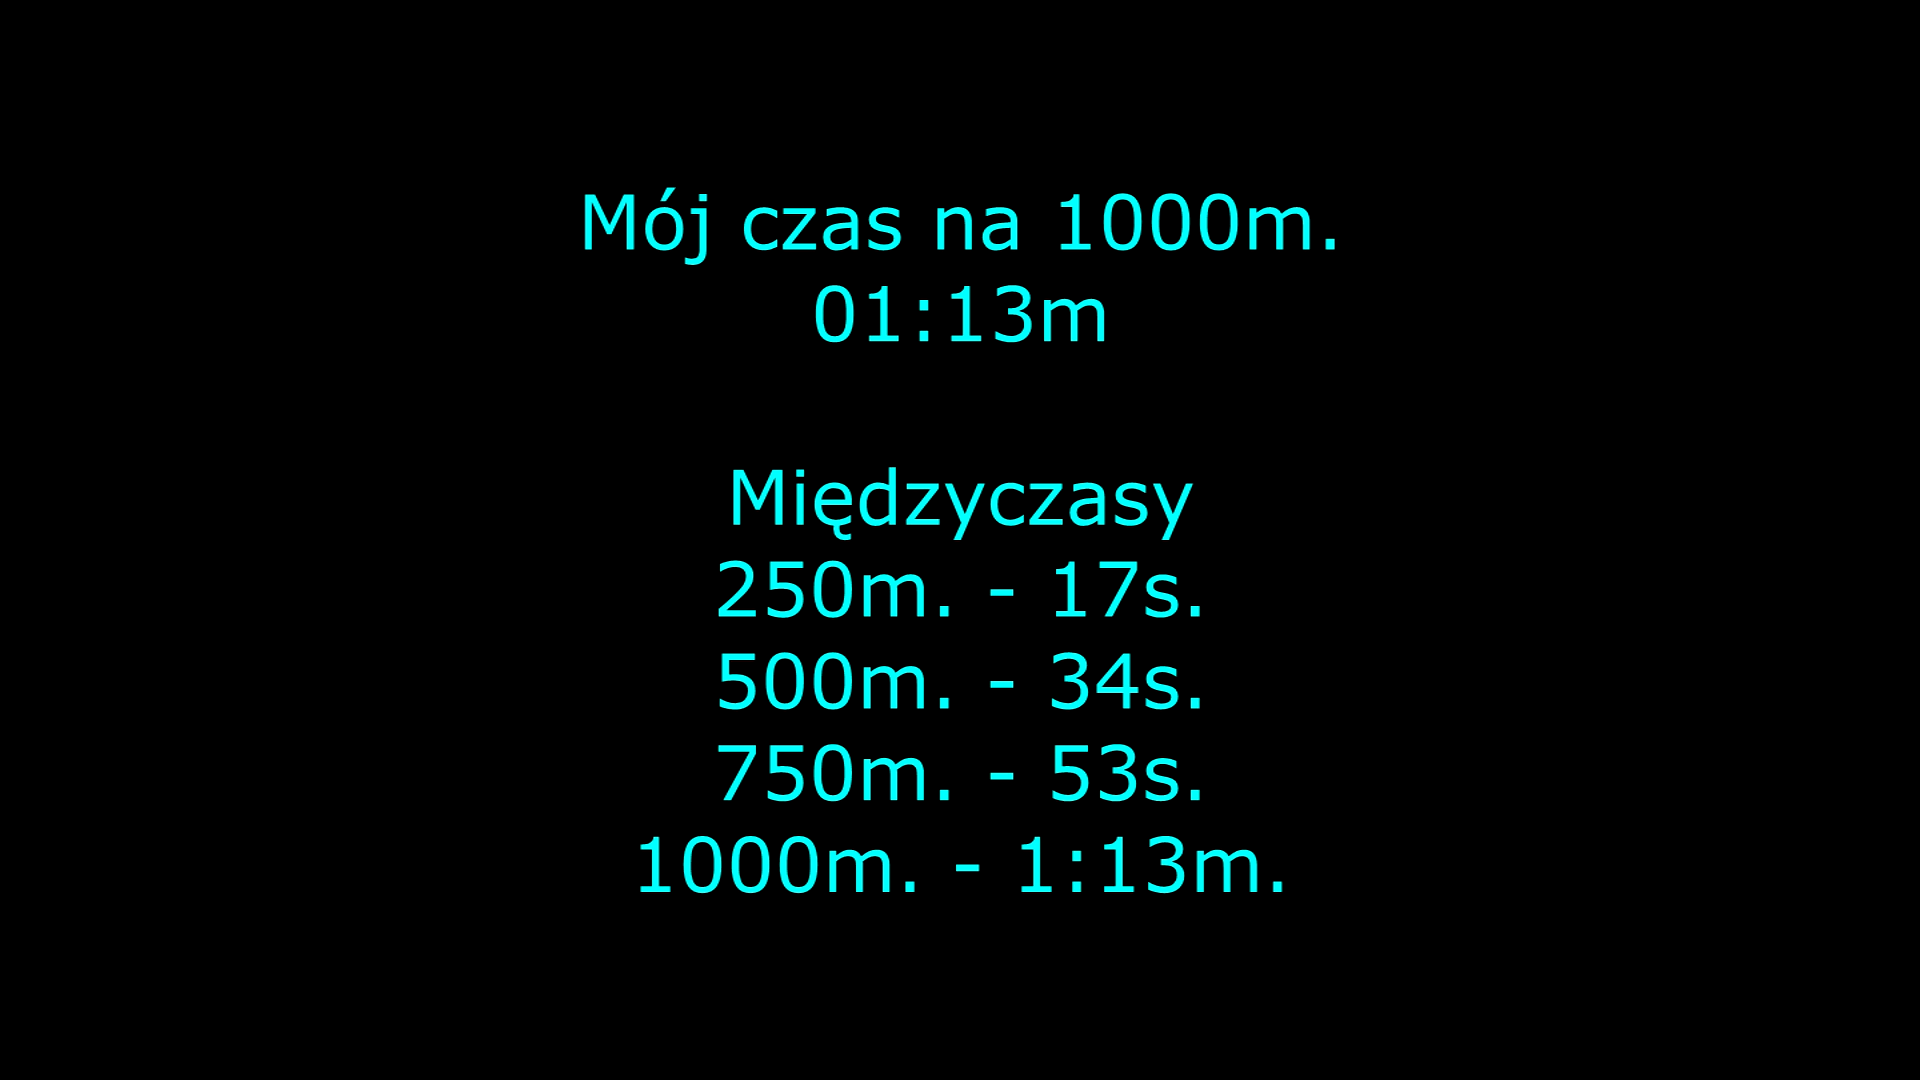 Mój czas na 1000m.
01:13m
Międzyczasy
250m. - 17s.
500m. - 34s.
750m. - 53s.
1000m. - 1:13m.